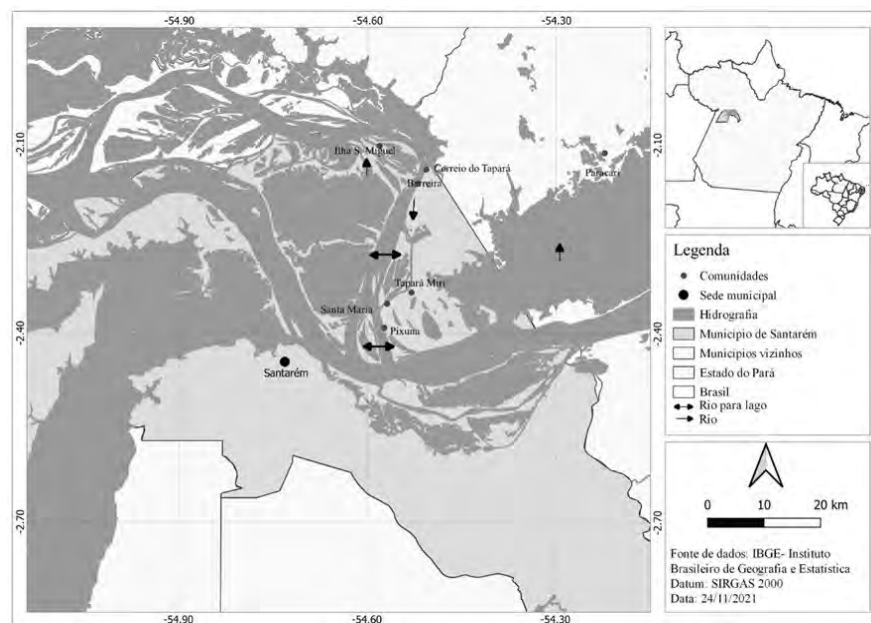 -54.90
-54.60
-54.30
-2.10
-2.10
Ilha S. Miguel
Correio do Tapará
Barreira
Paracari
Tapará Miri
Santa Maria
Pixuna
-2.40
-2.40
Santarém
-2.70
-2.70
-54.90
-54.60
-54.30
Legenda
Comunidades
Sede municipal
Hidrografia
Município de Santarém
Municípios vizinhos
Estado do Pará
Brasil
Rio para lago
Rio
0 10 20 km
Fonte de dados: IBGE- Instituto
Brasileiro de Geografia e Estatística
Datum: SIRGAS 2000
Data: 24/11/2021